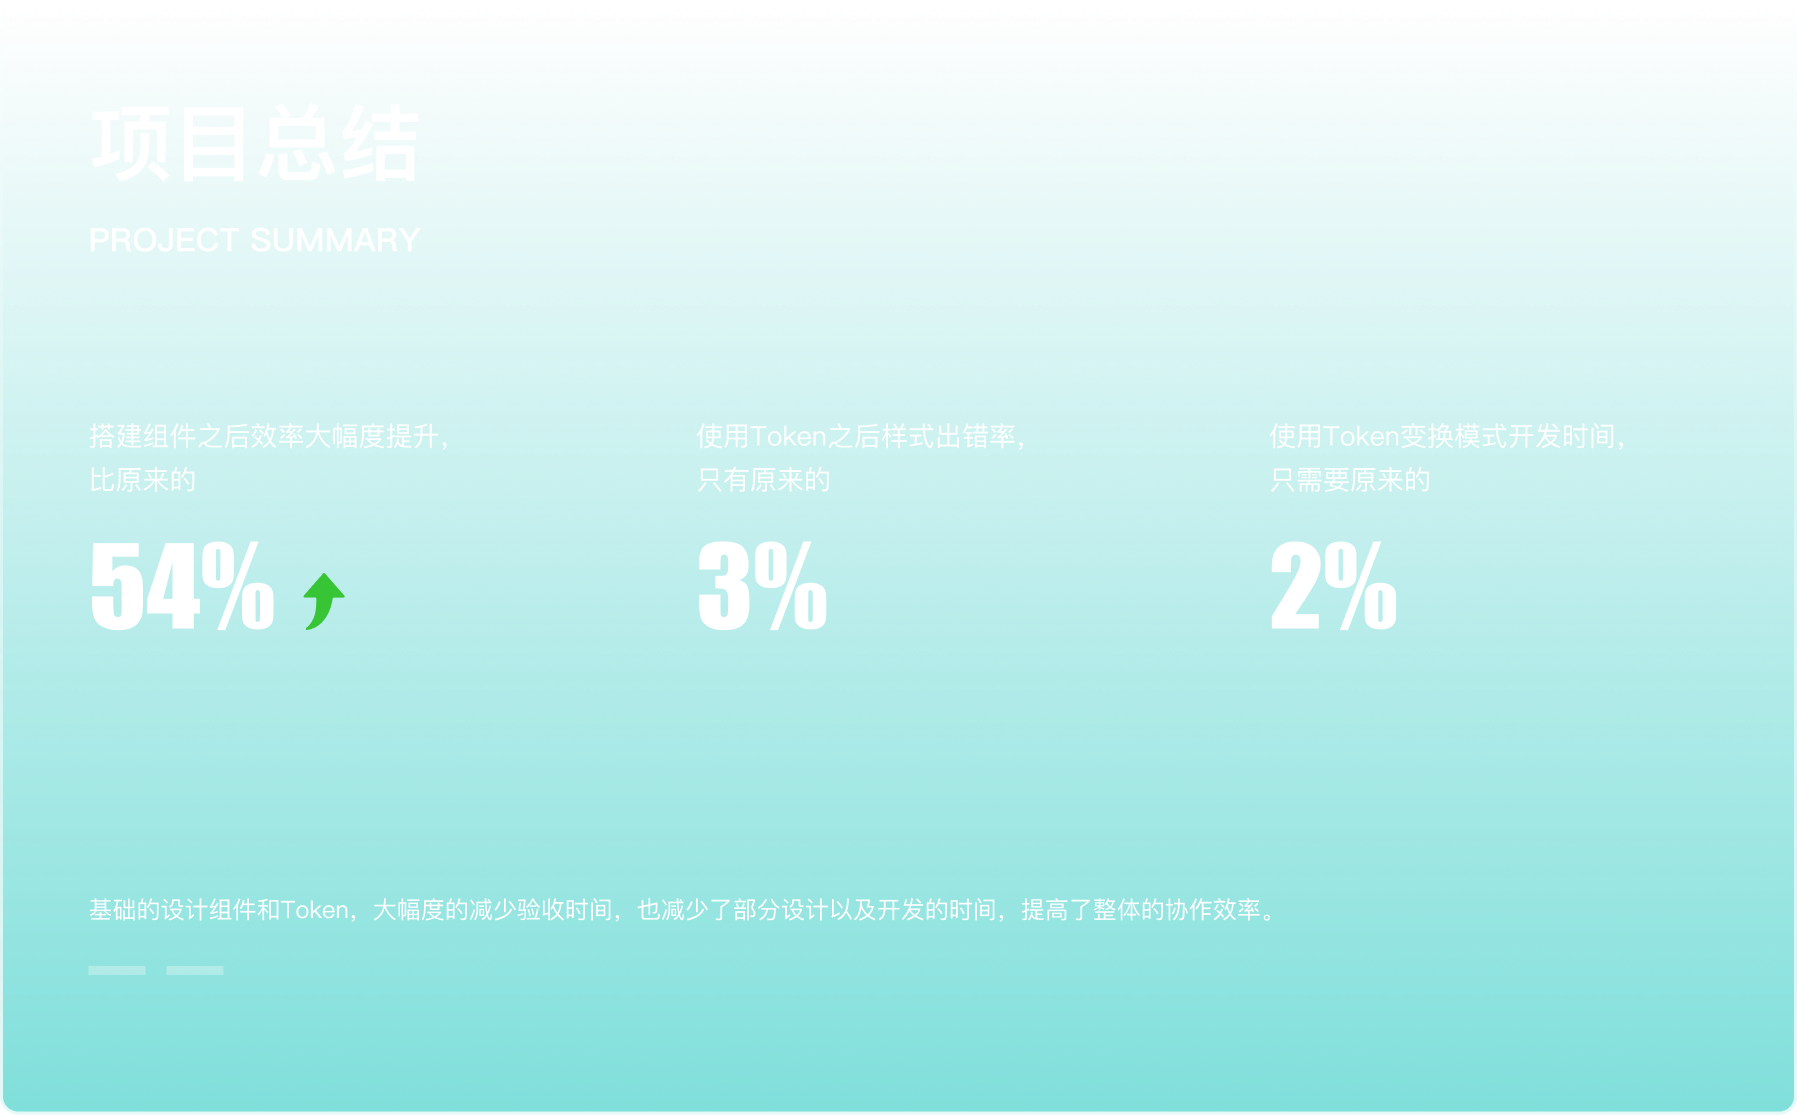 项目总结
PROJECT SUMMARY
搭建组件之后效率大幅度提升，
比原来的
54%
使用Token之后样式出错率，
只有原来的
3%
使用Token变换模式开发时间，
只需要原来的
2%
基础的设计组件和Token，大幅度的减少验收时间，也减少了部分设计以及开发的时间，提高了整体的协作效率。